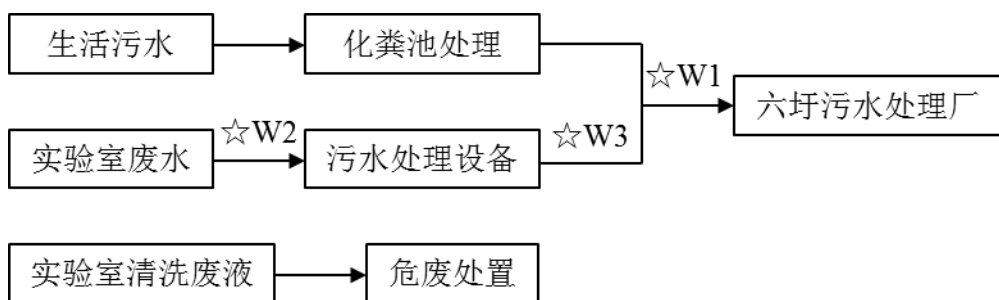 生活污水
化粪池处理
☆W1
六圩污水处理厂
实验室废水
☆W2
污水处理设备
☆W3
实验室清洗废液
危废处置